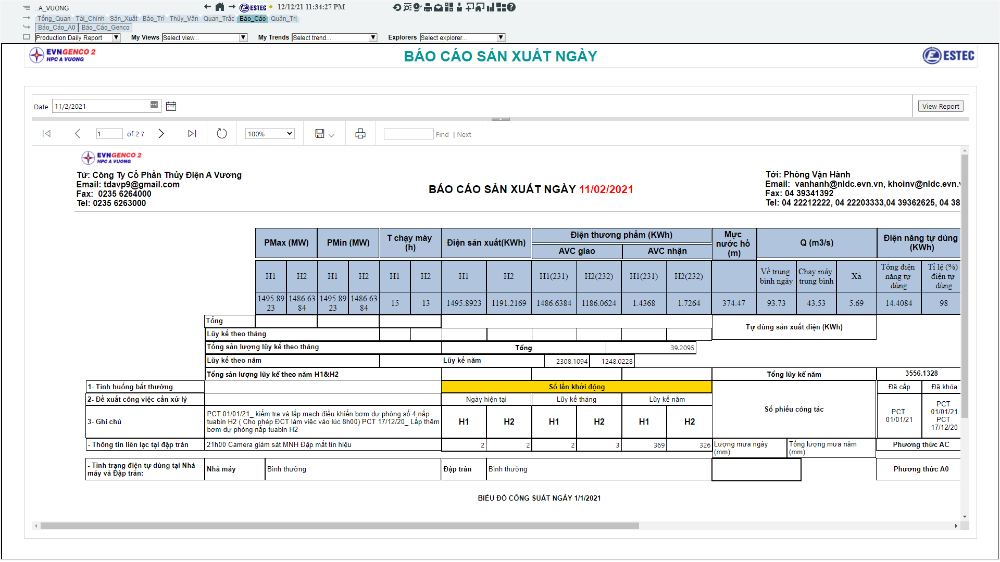 ::A_VUONG
ESTEC
12/12/21 11:34:27 PM
Tổng_Quan Tài_Chính Sản_Xuất Bảo_Trì Thủy_Văn Quan_Trắc Báo_Cáo Quản_Trị
Báo_Cáo_A0 Báo_Cáo_Genco
Production Daily Report My Views Select view... My Trends Select trend... Explorers Select explorer...
EVNGENCO 2
HPC A VUONG
BÁO CÁO SẢN XUẤT NGÀY
ESTEC
Date 11/2/2021
View Report
1 of 2 ? 100% Find | Next
EVNGENCO 2
HPC A VUONG
Từ: Công Ty Cổ Phần Thủy Điện A Vương
Email: tdavp9@gmail.com
Fax: 0235 6264000
Tel: 0235 6263000
BÁO CÁO SẢN XUẤT NGÀY 11/02/2021
Tới: Phòng Vận Hành
Email: vanhanh@nldc.evn.vn, khoinv@nldc.evn.v
Fax: 04 39341392
Tel: 04 22212222, 04 22203333,04 39362625, 04 38
PMax (MW) PMin (MW) T chạy máy (h) Điện sản xuất(KWh) Điện thương phẩm (KWh) Mực nước hồ (m) Q (m3/s) Điện năng tự dùng (KWh)
AVC giao AVC nhận
H1 H2 H1 H2 H1 H2 H1 H2 H1(231) H2(232) H1(231) H2(232) Về trung bình ngày Chạy máy trung bình Xả Tổng điện năng tự dùng Tỉ lệ (%) điện tự dùng
1495.8923 1486.6384 1495.8923 1486.6384 15 13 1495.8923 1191.2169 1486.6384 1186.0624 1.4368 1.7264 374.47 93.73 43.53 5.69 14.4084 98
Tổng
Tự dùng sản xuất điện (KWh)
Lũy kế theo tháng
Tổng sản lượng lũy kế theo tháng Tổng 39.2095
Lũy kế theo năm Lũy kế năm 2308.1094 1248.0228
Tổng sản lượng lũy kế theo năm H1&H2 Tổng lũy kế năm 3556.1328
1- Tình huống bất thường Số lần khởi động Đã cấp Đã khóa
2- Đề xuất công việc cần xử lý Ngày hiện tại Lũy kế tháng Lũy kế năm
Số phiếu công tác
3- Ghi chú
PCT 01/01/21_ kiểm tra và lắp mạch điều khiển bơm dự phòng số 4 nắp
tuabin H2 ( Cho phép ĐCT làm việc vào lúc 8h00) PCT 17/12/20_ Lắp thêm
bơm dự phòng nắp tuabin H2
H1 H2 H1 H2 H1 H2
PCT
01/01/21
PCT
01/01/21
PCT
17/12/20
- Thông tin liên lạc tại đập tràn 21h00 Camera giám sát MNH Đập mất tín hiệu 2 2 2 3 369 326 Lượng mưa ngày (mm) Tổng lượng mưa năm (mm) Phương thức AC
- Tình trạng điện tự dùng tại Nhà
máy và Đập tràn:
Nhà máy Bình thường Đập tràn Bình thường Phương thức A0
BIỂU ĐỒ CÔNG SUẤT NGÀY 1/1/2021